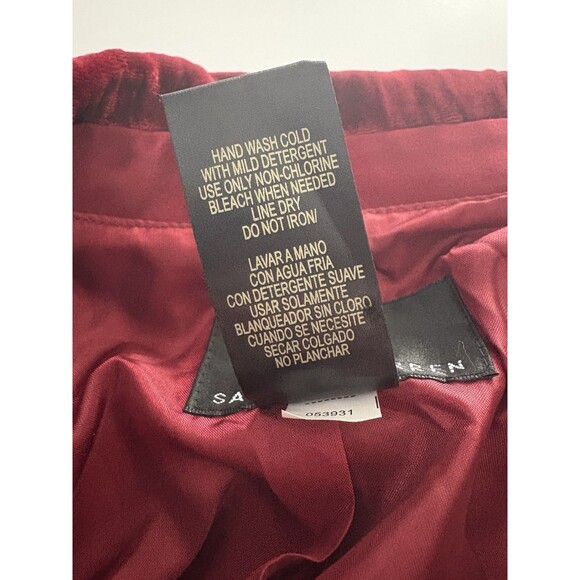 HAND WASH COLD
WITH MILD DETERGENT
USE ONLY NON-CHLORINE
BLEACH WHEN NEEDED
LINE DRY
DO NOT IRON/
LAVAR A MANO
CON AGUA FRIA
CON DETERGENTE SUAVE
USAR SOLAMENTE
BLANQUEADOR SIN CLORO
CUANDO SE NECESITE
SECAR COLGADO
NO PLANCHAR
053931